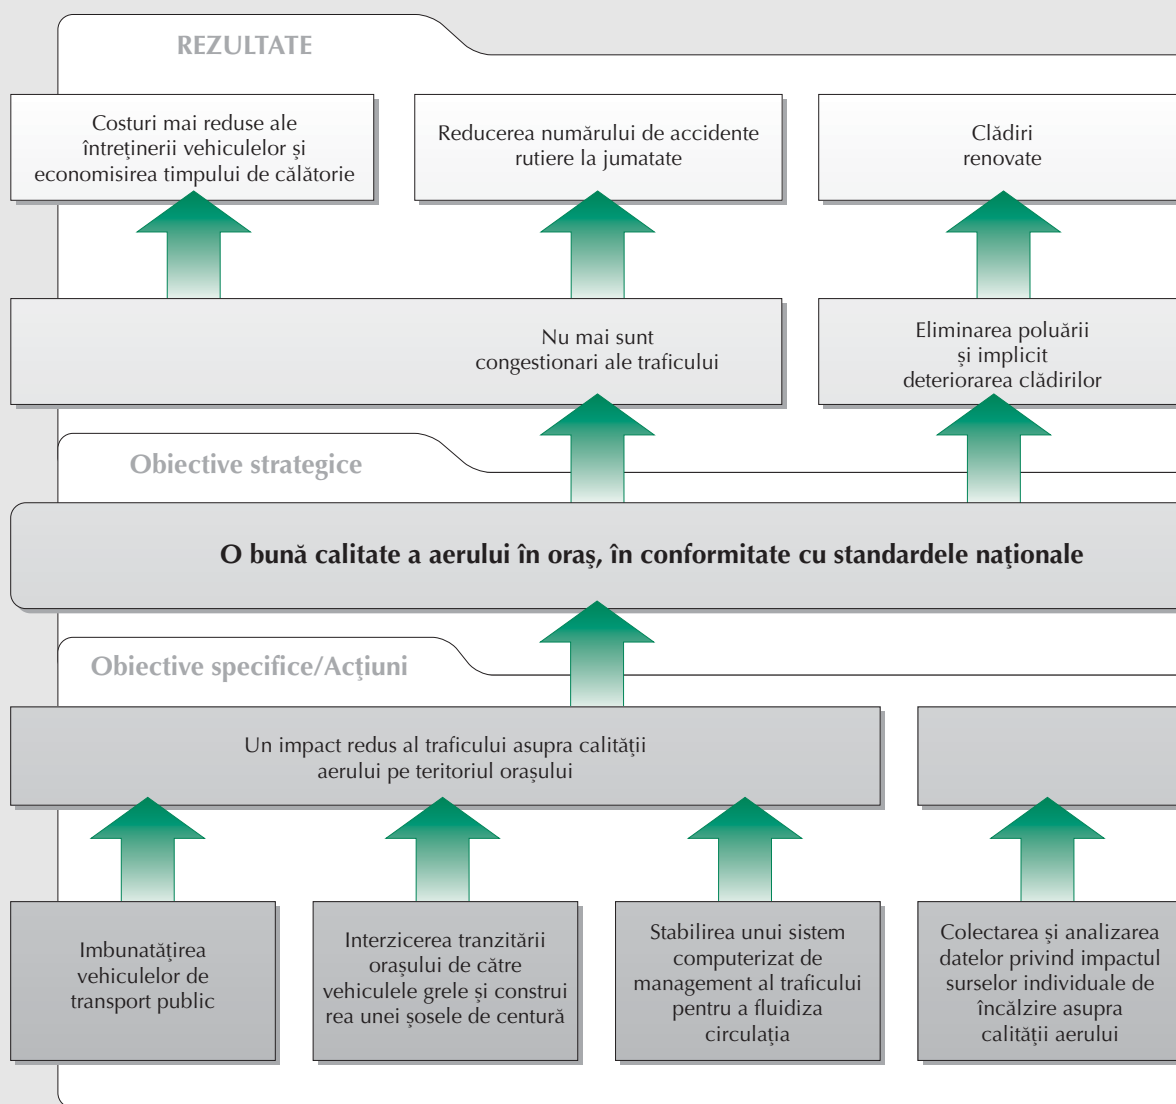 REZULTATE
Costuri mai reduse ale
întreținerii vehiculelor și
economisirea timpului de călătorie
Reducerea numărului de accidente
rutiere la jumatate
Clădiri
renovate
Nu mai sunt
congestionari ale traficului
Eliminarea poluării
și implicit
deteriorarea clădirilor
Obiective strategice
O bună calitate a aerului în oraș, în conformitate cu standardele naționale
Obiective specifice/Acțiuni
Un impact redus al traficului asupra calității
aerului pe teritoriul orașului
Imbunatățirea
vehiculelor de
transport public
Interzicerea tranzitării
orașului de către
vehiculele grele și construi
rea unei șosele de centură
Stabilirea unui sistem
computerizat de
management al traficului
pentru a fluidiza
circulația
Colectarea și analizarea
datelor privind impactul
surselor individuale de
încălzire asupra
calității aerului